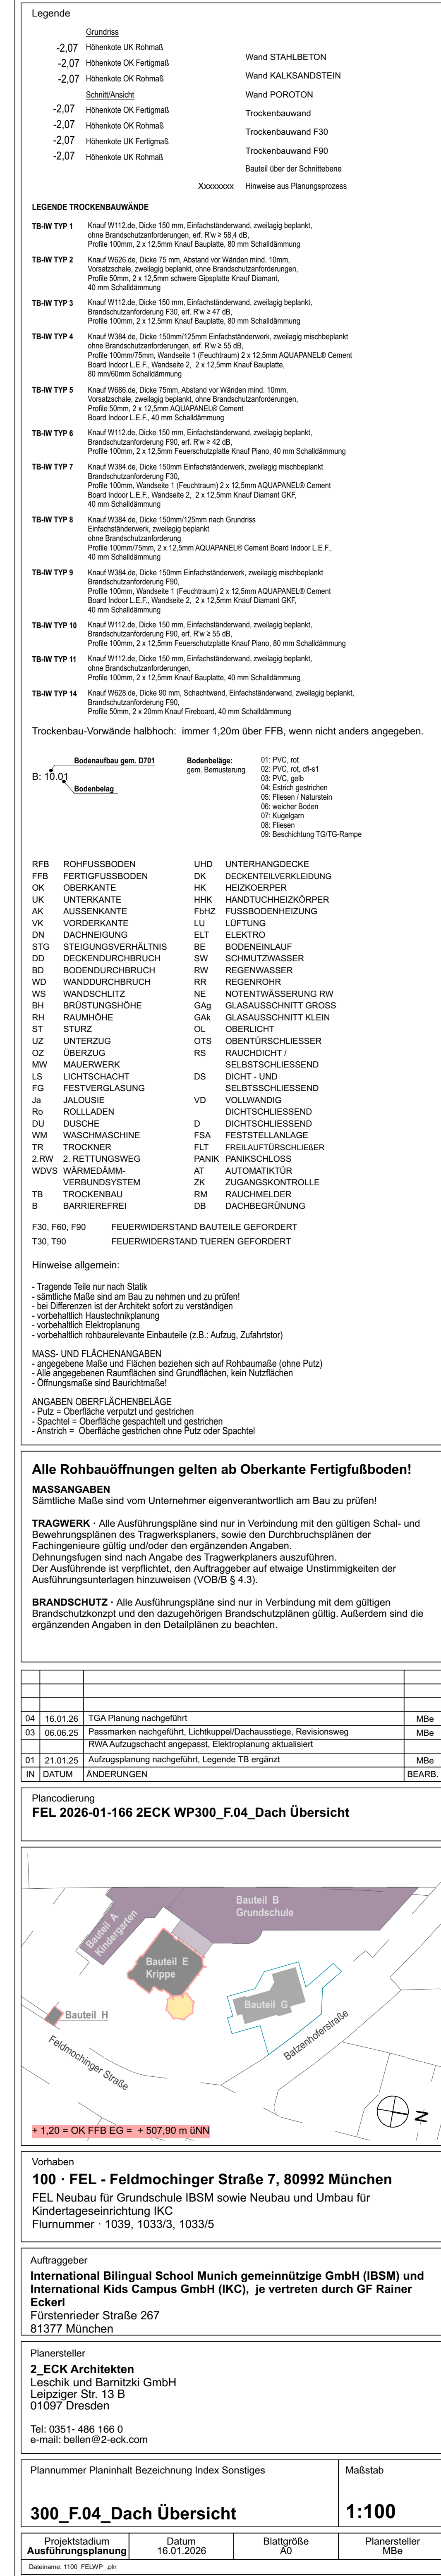 Legende
Grundriss
-2,07 Höhenkote UK Rohmaß
-2,07 Höhenkote OK Fertigmaß
-2,07 Höhenkote OK Rohmaß
Schnitt/Ansicht
-2,07 Höhenkote OK Fertigmaß
-2,07 Höhenkote OK Rohmaß
-2,07 Höhenkote UK Fertigmaß
-2,07 Höhenkote UK Rohmaß
Wand STAHLBETON
Wand KALKSANDSTEIN
Wand POROTON
Trockenbauwand
Trockenbauwand F30
Trockenbauwand F90
Bauteil über der Schnittebene
Xxxxxxxx Hinweise aus Planungsprozess
LEGENDE TROCKENBAUWÄNDE
TB-IW TYP 1 Knauf W112.de, Dicke 150 mm, Einfachständerwand, zweilagig beplankt,
ohne Brandschutzanforderungen, erf. R'w ≥ 58,4 dB,
Profile 100mm, 2 x 12,5mm Knauf Bauplatte, 80 mm Schalldämmung
TB-IW TYP 2 Knauf W626.de, Dicke 75 mm, Abstand vor Wänden mind. 10mm,
Vorsatzschale, zweilagig beplankt, ohne Brandschutzanforderungen,
Profile 50mm, 2 x 12,5mm schwere Gipsplatte Knauf Diamant,
40 mm Schalldämmung
TB-IW TYP 3 Knauf W112.de, Dicke 150 mm, Einfachständerwand, zweilagig beplankt,
Brandschutzanforderung F30, erf. R'w ≥ 47 dB,
Profile 100mm, 2 x 12,5mm Knauf Bauplatte, 80 mm Schalldämmung
TB-IW TYP 4 Knauf W384.de, Dicke 150mm/125mm Einfachständerwerk, zweilagig mischbeplankt
ohne Brandschutzanforderungen, erf. R'w ≥ 55 dB,
Profile 100mm/75mm, Wandseite 1 (Feuchtraum) 2 x 12,5mm AQUAPANEL® Cement
Board Indoor L.E.F., Wandseite 2, 2 x 12,5mm Knauf Bauplatte,
80 mm/60mm Schalldämmung
TB-IW TYP 5 Knauf W686.de, Dicke 75mm, Abstand vor Wänden mind. 10mm,
Vorsatzschale, zweilagig beplankt, ohne Brandschutzanforderungen,
Profile 50mm, 2 x 12,5mm AQUAPANEL® Cement
Board Indoor L.E.F., 40 mm Schalldämmung
TB-IW TYP 6 Knauf W112.de, Dicke 150 mm, Einfachständerwand, zweilagig beplankt,
Brandschutzanforderung F90, erf. R'w ≥ 42 dB,
Profile 100mm, 2 x 12,5mm Feuerschutzplatte Knauf Piano, 40 mm Schalldämmung
TB-IW TYP 7 Knauf W384.de, Dicke 150mm Einfachständerwerk, zweilagig mischbeplankt
Brandschutzanforderung F30,
Profile 100mm, Wandseite 1 (Feuchtraum) 2 x 12,5mm AQUAPANEL® Cement
Board Indoor L.E.F., Wandseite 2, 2 x 12,5mm Knauf Diamant GKF,
40 mm Schalldämmung
TB-IW TYP 8 Knauf W384.de, Dicke 150mm/125mm nach Grundriss
Einfachständerwerk, zweilagig beplankt
ohne Brandschutzanforderung
Profile 100mm/75mm, 2 x 12,5mm AQUAPANEL® Cement Board Indoor L.E.F.,
40 mm Schalldämmung
TB-IW TYP 9 Knauf W384.de, Dicke 150mm Einfachständerwerk, zweilagig mischbeplankt
Brandschutzanforderung F90,
Profile 100mm, Wandseite 1 (Feuchtraum) 2 x 12,5mm AQUAPANEL® Cement
Board Indoor L.E.F., Wandseite 2, 2 x 12,5mm Knauf Diamant GKF,
40 mm Schalldämmung
TB-IW TYP 10 Knauf W112.de, Dicke 150 mm, Einfachständerwand, zweilagig beplankt,
Brandschutzanforderung F90, erf. R'w ≥ 55 dB,
Profile 100mm, 2 x 12,5mm Feuerschutzplatte Knauf Piano, 80 mm Schalldämmung
TB-IW TYP 11 Knauf W112.de, Dicke 150 mm, Einfachständerwand, zweilagig beplankt,
ohne Brandschutzanforderungen,
Profile 100mm, 2 x 12,5mm Knauf Bauplatte, 40 mm Schalldämmung
TB-IW TYP 14 Knauf W628.de Dicke 90 mm, Schachtwand, Einfachständerwand, zweilagig beplankt,
Brandschutzanforderung F90,
Profile 50mm, 2 x 20mm Knauf Fireboard, 40 mm Schalldämmung
Trockenbau-Vorwände halbhoch: immer 1,20m über FFB, wenn nicht anders angegeben.
Bodenaufbau gem. D701
B: 10.01
Bodenbelag
Bodenbeläge:
gem. Bemusterung
01: PVC, rot
02: PVC, rot, cfl-s1
03: PVC, gelb
04: Estrich gestrichen
05: Fliesen / Naturstein
06: weicher Boden
07: Kugelgarn
08: Fliesen
09: Beschichtung TG/TG-Rampe
RFB ROHFUSSBODEN UHD UNTERHANGDECKE
FFB FERTIGFUSSBODEN DK DECKENTEILVERKLEIDUNG
OK OBERKANTE HK HEIZKOERPER
UK UNTERKANTE HHK HANDTUCHHEIZKÖRPER
AK AUSSENKANTE FbHZ FUSSBODENHEIZUNG
VK VORDERKANTE LU LÜFTUNG
DN DACHNEIGUNG ELT ELEKTRO
STG STEIGUNGSVERHÄLTNIS BE BODENEINLAUF
DD DECKENDURCHBRUCH SW SCHMUTZWASSER
BD BODENDURCHBRUCH RW REGENWASSER
WD WANDDURCHBRUCH RR REGENROHR
WS WANDSCHLITZ NE NOTENTWÄSSERUNG RW
BH BRÜSTUNGSHÖHE GAg GLASAUSSCHNITT GROSS
RH RAUMHÖHE GAk GLASAUSSCHNITT KLEIN
ST STURZ OL OBERLICHT
UZ UNTERZUG OTS OBENTÜRSCHLIESSER
OZ ÜBERZUG RS RAUCHDICHT /
MW MAUERWERK SELBSTSCHLIESSEND
LS LICHTSCHACHT DS DICHT - UND
FG FESTVERGLASUNG SELBTSSCHLIESSEND
Ja JALOUSIE VD VOLLWANDIG
Ro ROLLLADEN DICHTSCHLIESSEND
DU DUSCHE D DICHTSCHLIESSEND
WM WASCHMASCHINE FSA FESTSTELLANLAGE
TR TROCKNER FLT FREILAUFTÜRSCHLIEßER
2.RW 2. RETTUNGSWEG PANIK PANIKSCHLOSS
WDVS WÄRMEDÄMM- AT AUTOMATIKTÜR
VERBUNDSYSTEM ZK ZUGANGSKONTROLLE
TB TROCKENBAU RM RAUCHMELDER
B BARRIEREFREI DB DACHBEGRÜNUNG
F30, F60, F90 FEUERWIDERSTAND BAUTEILE GEFORDERT
T30, T90 FEUERWIDERSTAND TUEREN GEFORDERT
Hinweise allgemein:
- Tragende Teile nur nach Statik
- sämtliche Maße sind am Bau zu nehmen und zu prüfen!
- bei Differenzen ist der Architekt sofort zu verständigen
- vorbehaltlich Haustechnikplanung
- vorbehaltlich Elektroplanung
- vorbehaltlich rohbaurelevante Einbauteile (z.B.: Aufzug, Zufahrtstor)
MASS- UND FLÄCHENANGABEN
- angegebene Maße und Flächen beziehen sich auf Rohbaumaße (ohne Putz)
- Alle angegebenen Raumflächen sind Grundflächen, kein Nutzflächen
- Öffnungsmaße sind Baurichtmaße!
ANGABEN OBERFLÄCHENBELÄGE
- Putz = Oberfläche verputzt und gestrichen
- Spachtel = Oberfläche gespachtelt und gestrichen
- Anstrich = Oberfläche gestrichen ohne Putz oder Spachtel
Alle Rohbauöffnungen gelten ab Oberkante Fertigfußboden!
MASSANGABEN
Sämtliche Maße sind vom Unternehmer eigenverantwortlich am Bau zu prüfen!
TRAGWERK · Alle Ausführungspläne sind nur in Verbindung mit den gültigen Schal- und
Bewehrungsplänen des Tragwerksplaners, sowie den Durchbruchsplänen der
Fachingenieure gültig und/oder den ergänzenden Angaben.
Dehnungsfugen sind nach Angabe des Tragwerkplaners auszuführen.
Der Ausführende ist verpflichtet, den Auftraggeber auf etwaige Unstimmigkeiten der
Ausführungsunterlagen hinzuweisen (VOB/B § 4.3).
BRANDSCHUTZ · Alle Ausführungspläne sind nur in Verbindung mit dem gültigen
Brandschutzkonzpt und den dazugehörigen Brandschutzplänen gültig. Außerdem sind die
ergänzenden Angaben in den Detailplänen zu beachten.
04 16.01.26 TGA Planung nachgeführt MBe
03 06.06.25 Passmarken nachgeführt, Lichtkuppel/Dachausstiege, Revisionsweg MBe
RWA Aufzugschacht angepasst, Elektroplanung aktualisiert
01 21.01.25 Aufzugsplanung nachgeführt, Legende TB ergänzt MBe
IN DATUM ÄNDERUNGEN BEARB.
Plancodierung
FEL 2026-01-166 2ECK WP300_F.04_Dach Übersicht
Bauteil A
Kindergarten
Bauteil B
Grundschule
Bauteil E
Krippe
Bauteil G
Bauteil H
Feldmochinger Straße
Batzenhoferstraße
N
+ 1,20 = OK FFB EG = + 507,90 m üNN
Vorhaben
100 · FEL - Feldmochinger Straße 7, 80992 München
FEL Neubau für Grundschule IBSM sowie Neubau und Umbau für
Kindertageseinrichtung IKC
Flurnummer · 1039, 1033/3, 1033/5
Auftraggeber
International Bilingual School Munich gemeinnützige GmbH (IBSM) und
International Kids Campus GmbH (IKC), je vertreten durch GF Rainer
Eckerl
Fürstenrieder Straße 267
81377 München
Planersteller
2_ECK Architekten
Leschik und Barnitzki GmbH
Leipziger Str. 13 B
01097 Dresden
Tel: 0351- 486 166 0
e-mail: bellen@2-eck.com
Plannummer Planinhalt Bezeichnung Index Sonstiges
300_F.04_Dach Übersicht
Maßstab
1:100
Projektstadium Datum Blattgröße Planersteller
Ausführungsplanung 16.01.2026 A0 MBe
Dateiname: 1100_FELWP_.pln